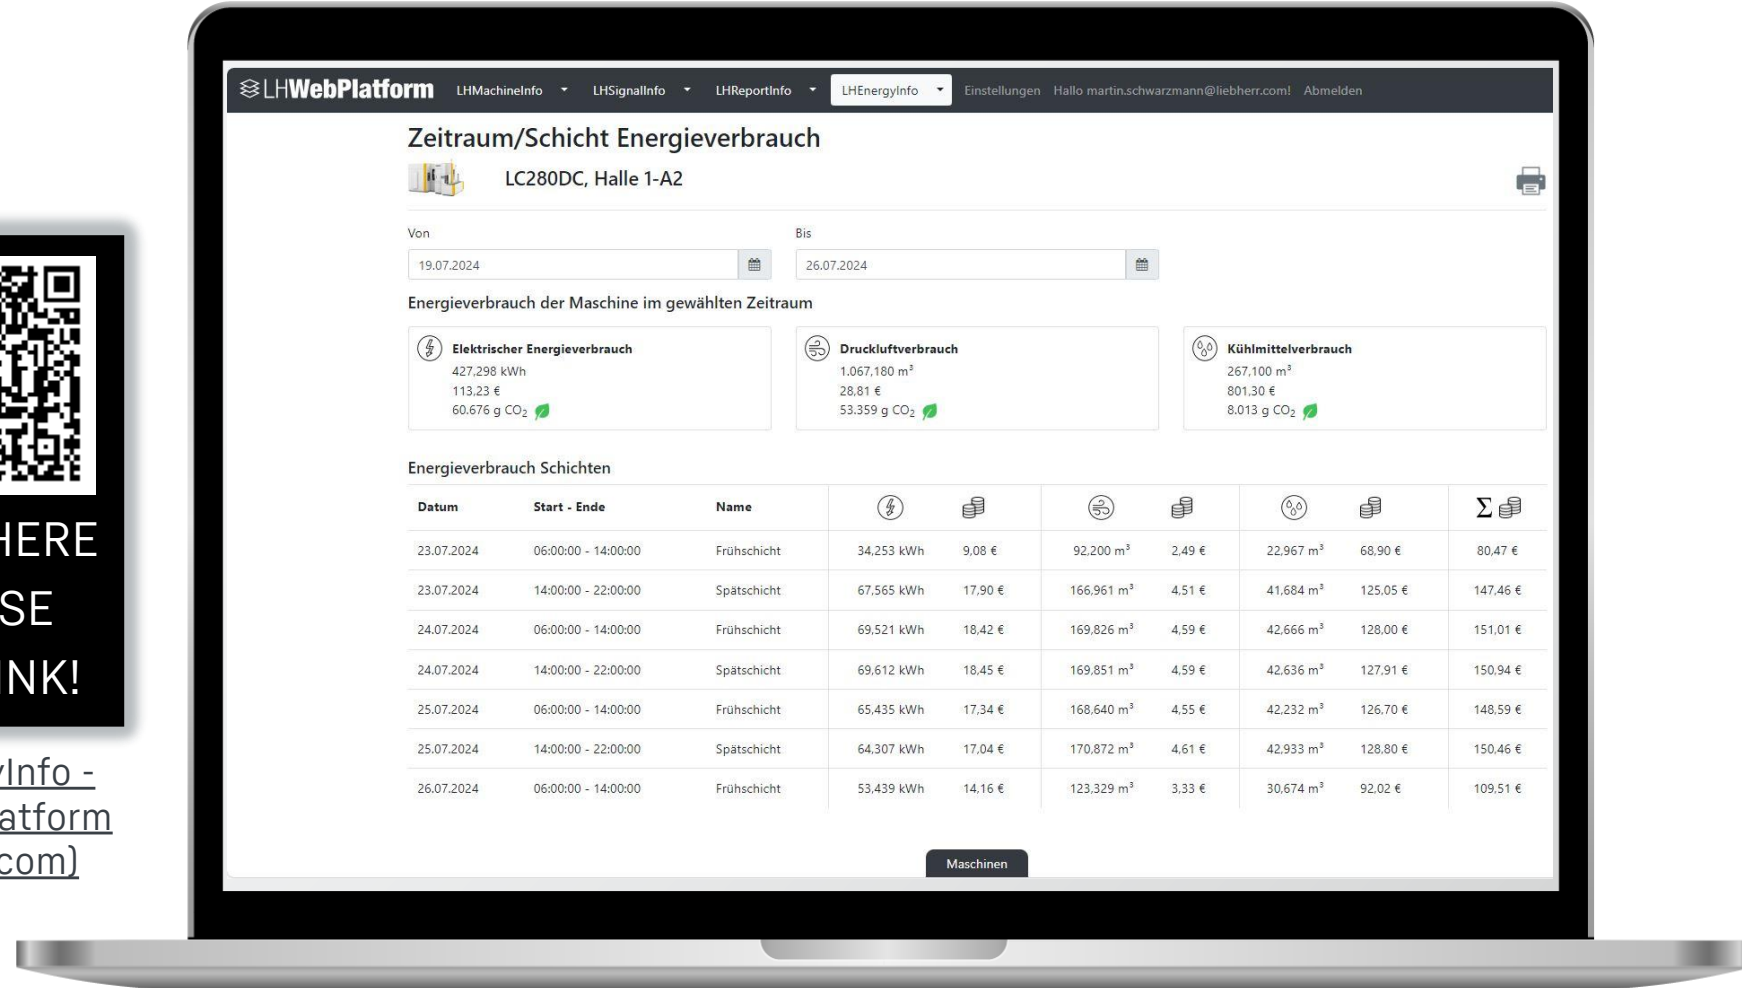 LHWebPlatform LHMachineInfo LHSignalInfo LHReportInfo LHEnergyInfo Einstellungen Hallo martin.schwarzmann@liebherr.com! Abmelden
Zeitraum/Schicht Energieverbrauch
LC280DC, Halle 1-A2
Von Bis
19.07.2024 26.07.2024
Energieverbrauch der Maschine im gewählten Zeitraum
Elektrischer Energieverbrauch
427,298 kWh
113,23 €
60.676 g CO₂
Druckluftverbrauch
1.067,180 m³
28,81 €
53.359 g CO₂
Kühlmittelverbrauch
267,100 m³
801,30 €
8.013 g CO₂
Energieverbrauch Schichten
Datum Start - Ende Name Σ
23.07.2024 06:00:00 - 14:00:00 Frühschicht 34,253 kWh 9,08 € 92,200 m³ 2,49 € 22,967 m³ 68,90 € 80,47 €
23.07.2024 14:00:00 - 22:00:00 Spätschicht 67,565 kWh 17,90 € 166,961 m³ 4,51 € 41,684 m³ 125,05 € 147,46 €
24.07.2024 06:00:00 - 14:00:00 Frühschicht 69,521 kWh 18,42 € 169,826 m³ 4,59 € 42,666 m³ 128,00 € 151,01 €
24.07.2024 14:00:00 - 22:00:00 Spätschicht 69,612 kWh 18,45 € 169,851 m³ 4,59 € 42,636 m³ 127,91 € 150,94 €
25.07.2024 06:00:00 - 14:00:00 Frühschicht 65,435 kWh 17,34 € 168,640 m³ 4,55 € 42,232 m³ 126,70 € 148,59 €
25.07.2024 14:00:00 - 22:00:00 Spätschicht 64,307 kWh 17,04 € 170,872 m³ 4,61 € 42,933 m³ 128,80 € 150,46 €
26.07.2024 06:00:00 - 14:00:00 Frühschicht 53,439 kWh 14,16 € 123,329 m³ 3,33 € 30,674 m³ 92,02 € 109,51 €
Maschinen
HERE
SE
INK!
yInfo -
atform
com)